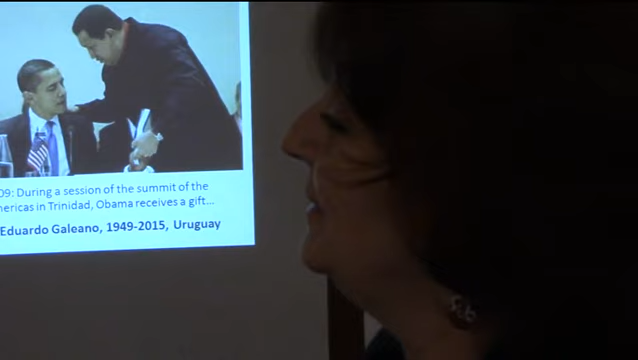 09: During a session of the summit of the
mericas in Trinidad, Obama receives a gift...
Eduardo Galeano, 1949-2015, Uruguay